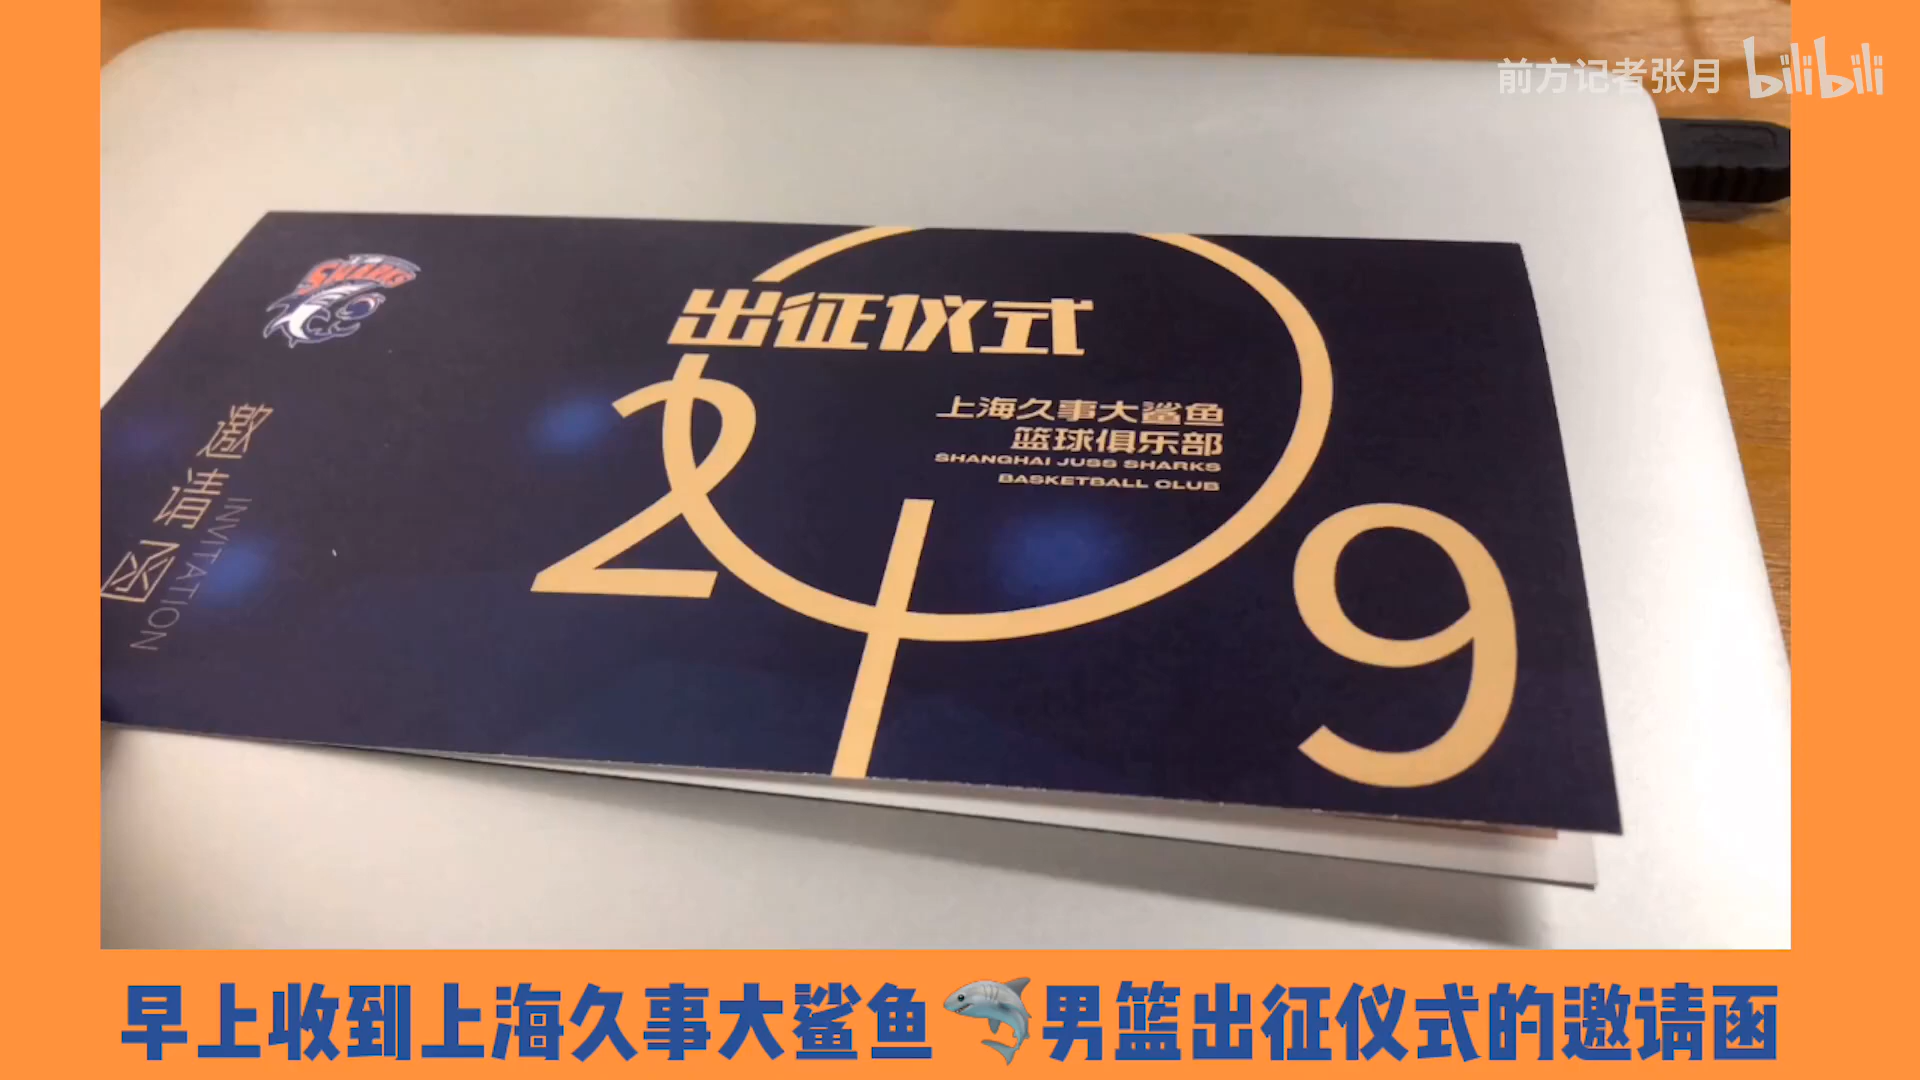 前方记者张月 bilibili
SHARKS
出征仪式
2019
上海久事大鲨鱼
篮球俱乐部
SHANGHAI JUSS SHARKS
BASKETBALL CLUB
邀请函
INVITATION
早上收到上海久事大鲨鱼🦈男篮出征仪式的邀请函